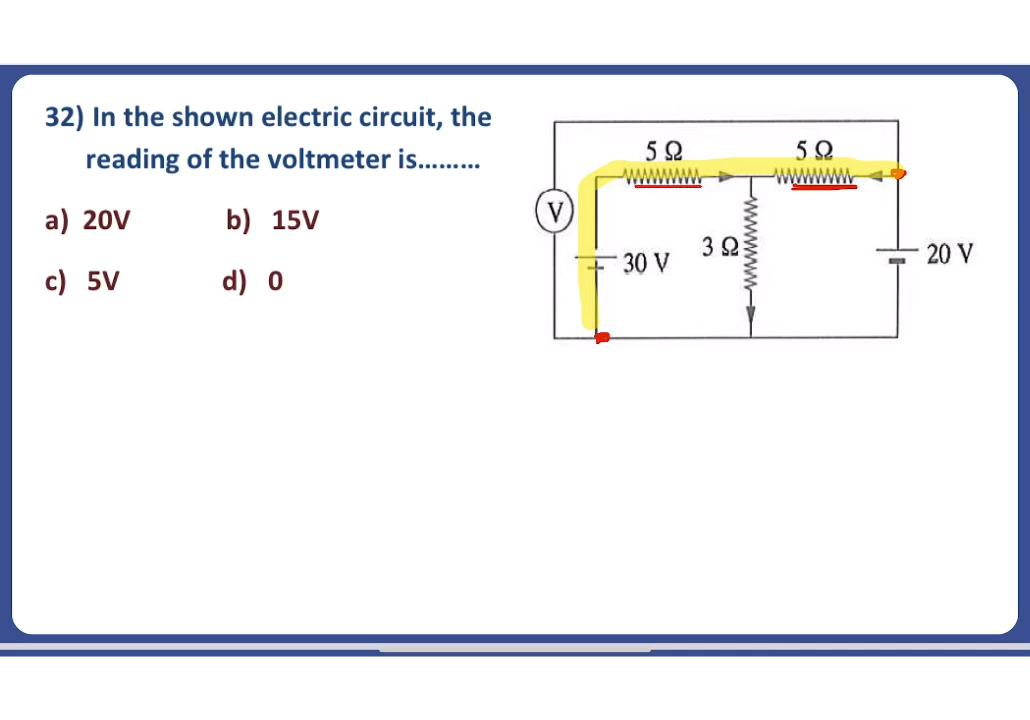 32) In the shown electric circuit, the
reading of the voltmeter is.........
a) 20V b) 15V
c) 5V d) 0
5 Ω 5 Ω
V
3 Ω
30 V
20 V